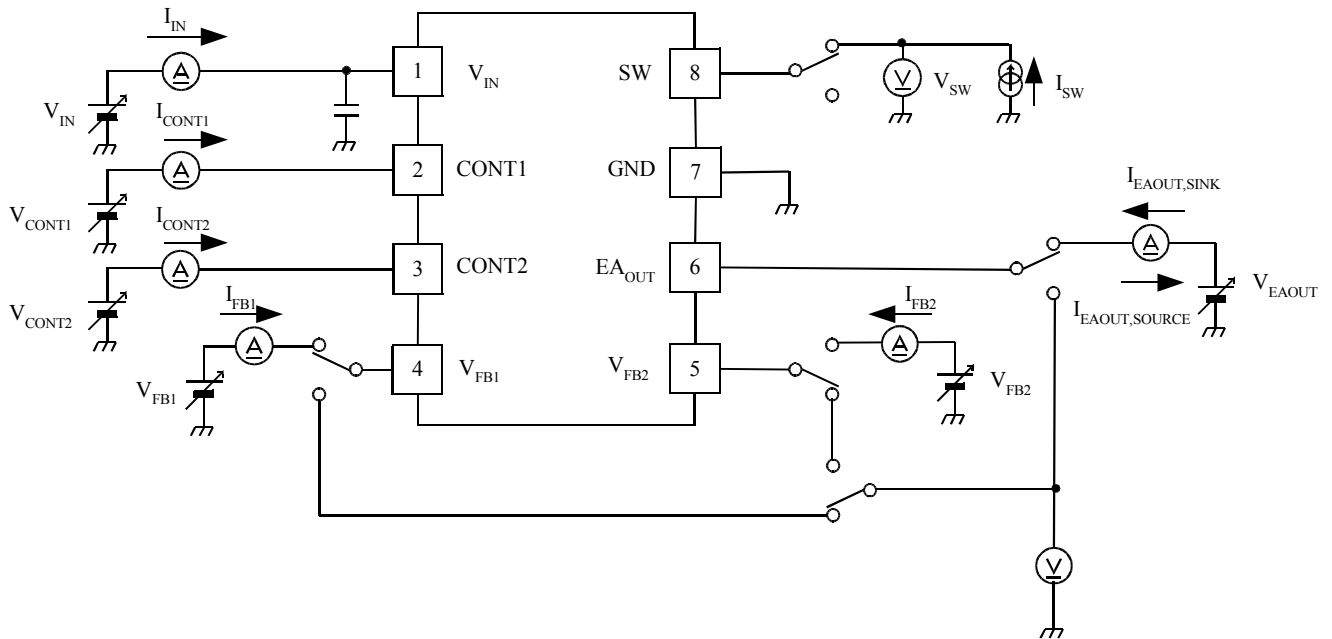 I_IN
A
1
V_IN
SW
8
V
V_SW
I_SW
V_IN
I_CONT1
A
2
CONT1
GND
7
I_EAOUT,SINK
V_CONT1
I_CONT2
A
3
CONT2
EA_OUT
6
A
V_EAOUT
V_CONT2
I_FB1
A
I_FB2
A
I_EAOUT,SOURCE
V_FB1
4
V_FB1
V_FB2
5
V_FB2
V